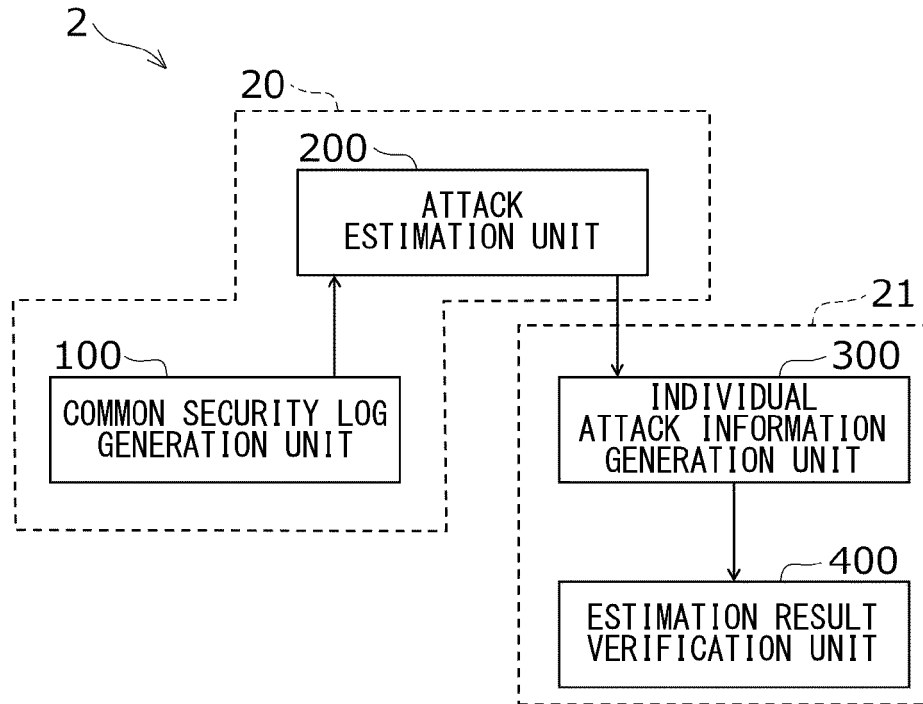 2
20
200
ATTACK
ESTIMATION UNIT
21
100
COMMON SECURITY LOG
GENERATION UNIT
300
INDIVIDUAL
ATTACK INFORMATION
GENERATION UNIT
400
ESTIMATION RESULT
VERIFICATION UNIT